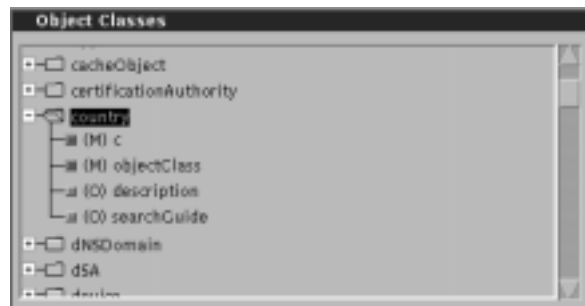 Object Classes
cacheObject
certificationAuthority
country
(M) c
(M) objectClass
(O) description
(O) searchGuide
dNSDomain
dSA